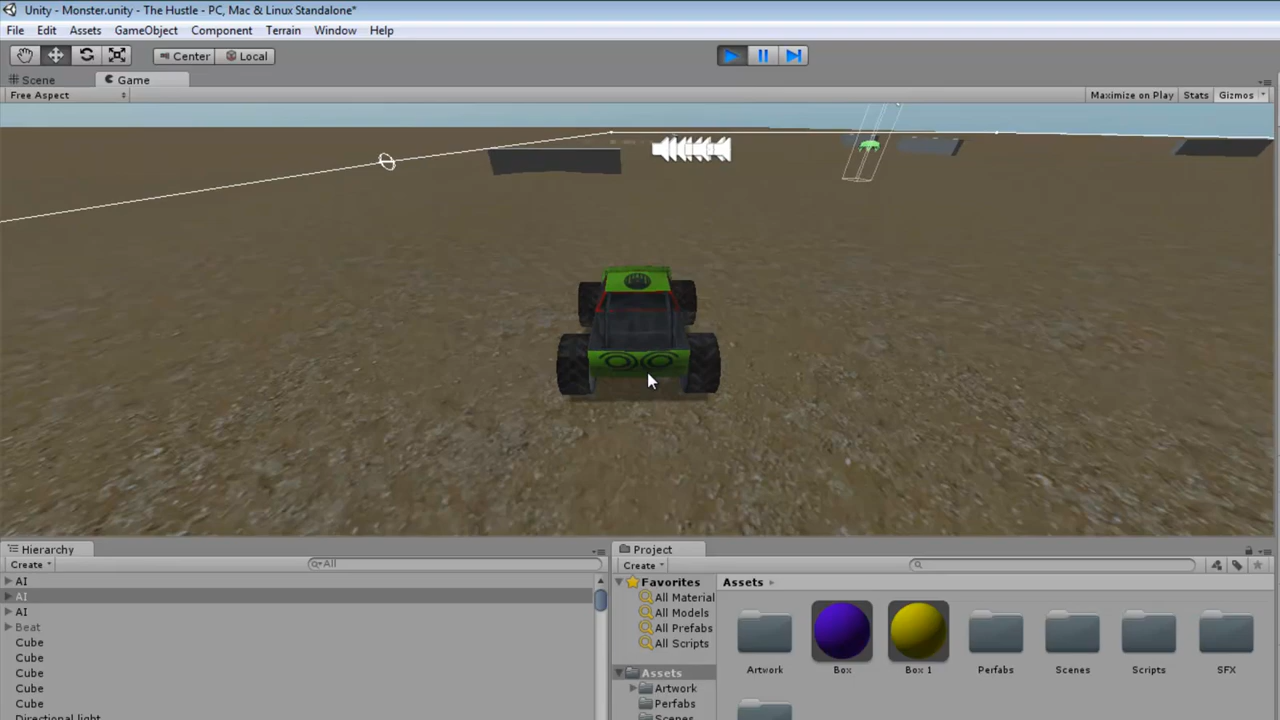 Unity - Monster.unity - The Hustle - PC, Mac & Linux Standalone*
File Edit Assets GameObject Component Terrain Window Help
Center Local
Scene Game
Free Aspect Maximize on Play Stats Gizmos
Hierarchy
Create All
AI
AI
AI
Beat
Cube
Cube
Cube
Cube
Cube
Directional light
Project
Create
Favorites
All Material
All Models
All Prefabs
All Scripts
Assets
Artwork
Perfabs
Scenes
Assets
Artwork Box Box 1 Perfabs Scenes Scripts SFX